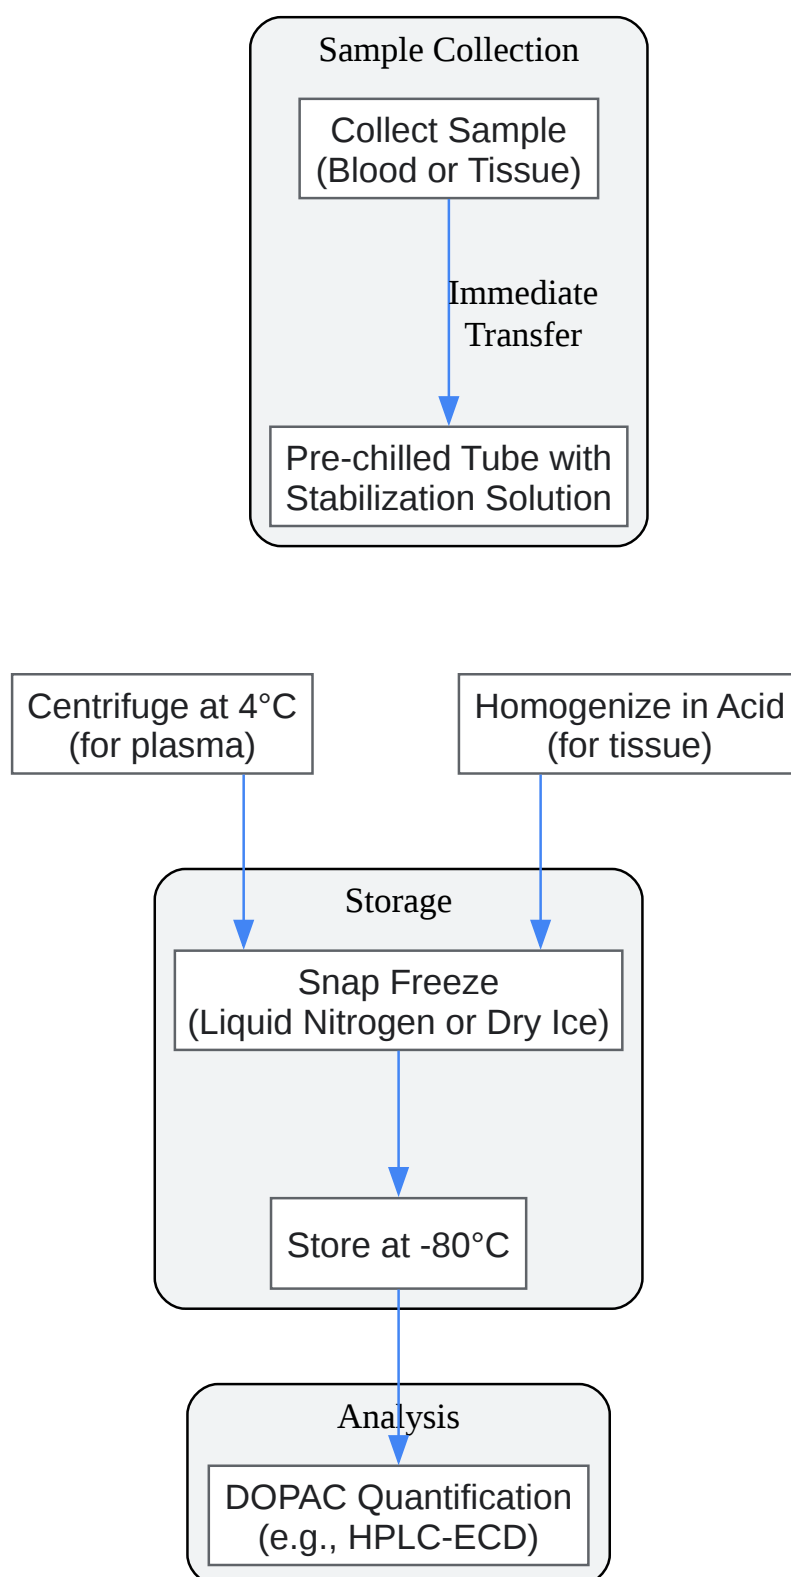 Sample Collection
Collect Sample
(Blood or Tissue)
Immediate
Transfer
Pre-chilled Tube with
Stabilization Solution
Centrifuge at 4°C
(for plasma)
Homogenize in Acid
(for tissue)
Storage
Snap Freeze
(Liquid Nitrogen or Dry Ice)
Store at -80°C
Analysis
DOPAC Quantification
(e.g., HPLC-ECD)